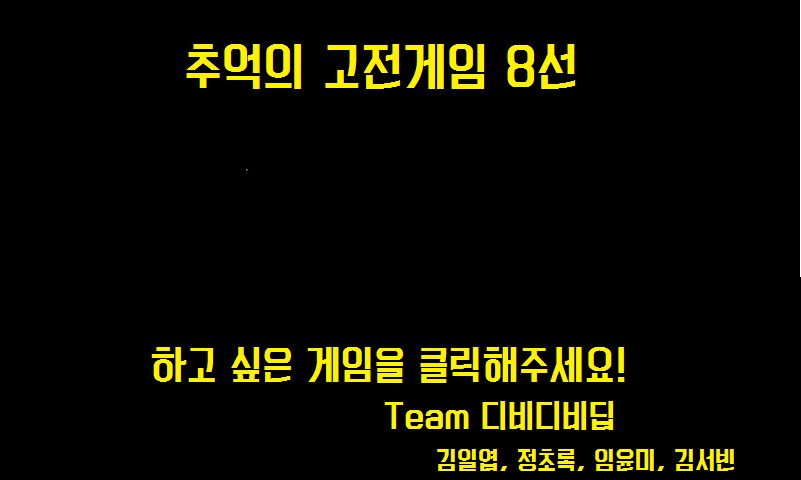 추억의 고전게임 8선
하고 싶은 게임을 클릭해주세요!
Team 디비디비딥
김일엽, 정초록, 임윤미, 김서빈